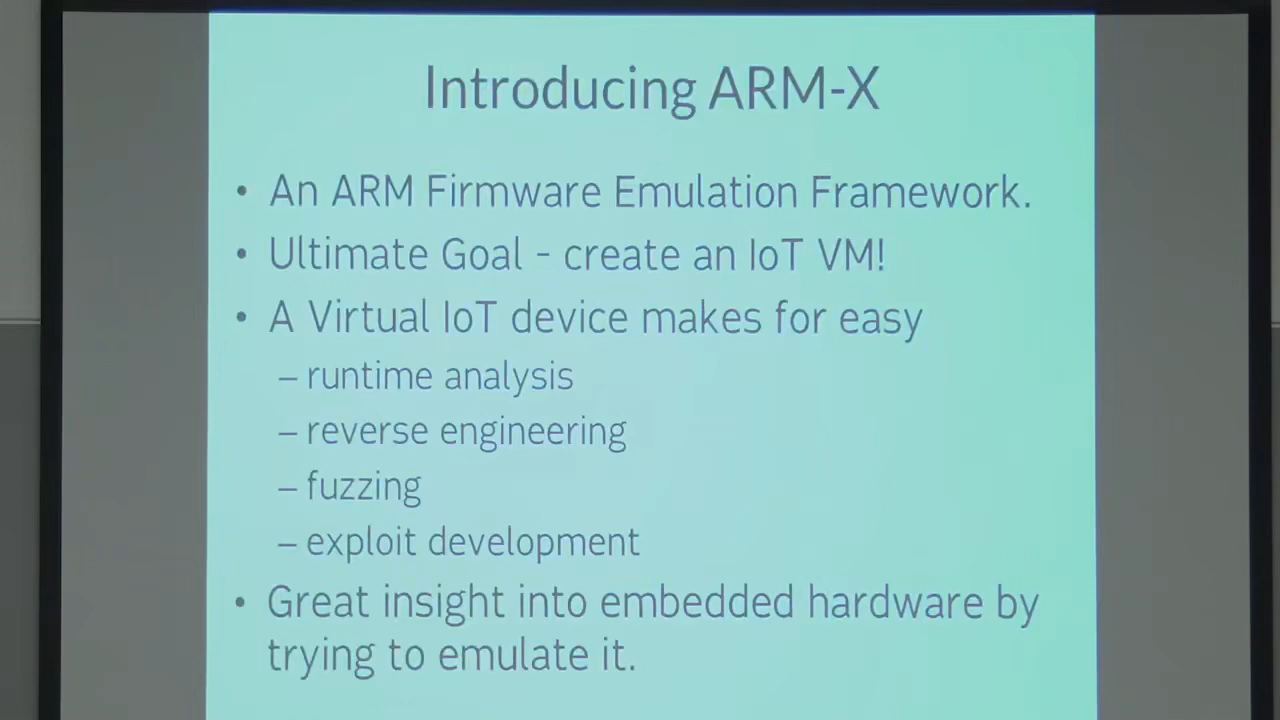 Introducing ARM-X
• An ARM Firmware Emulation Framework.
• Ultimate Goal - create an IoT VM!
• A Virtual IoT device makes for easy
– runtime analysis
– reverse engineering
– fuzzing
– exploit development
• Great insight into embedded hardware by
trying to emulate it.